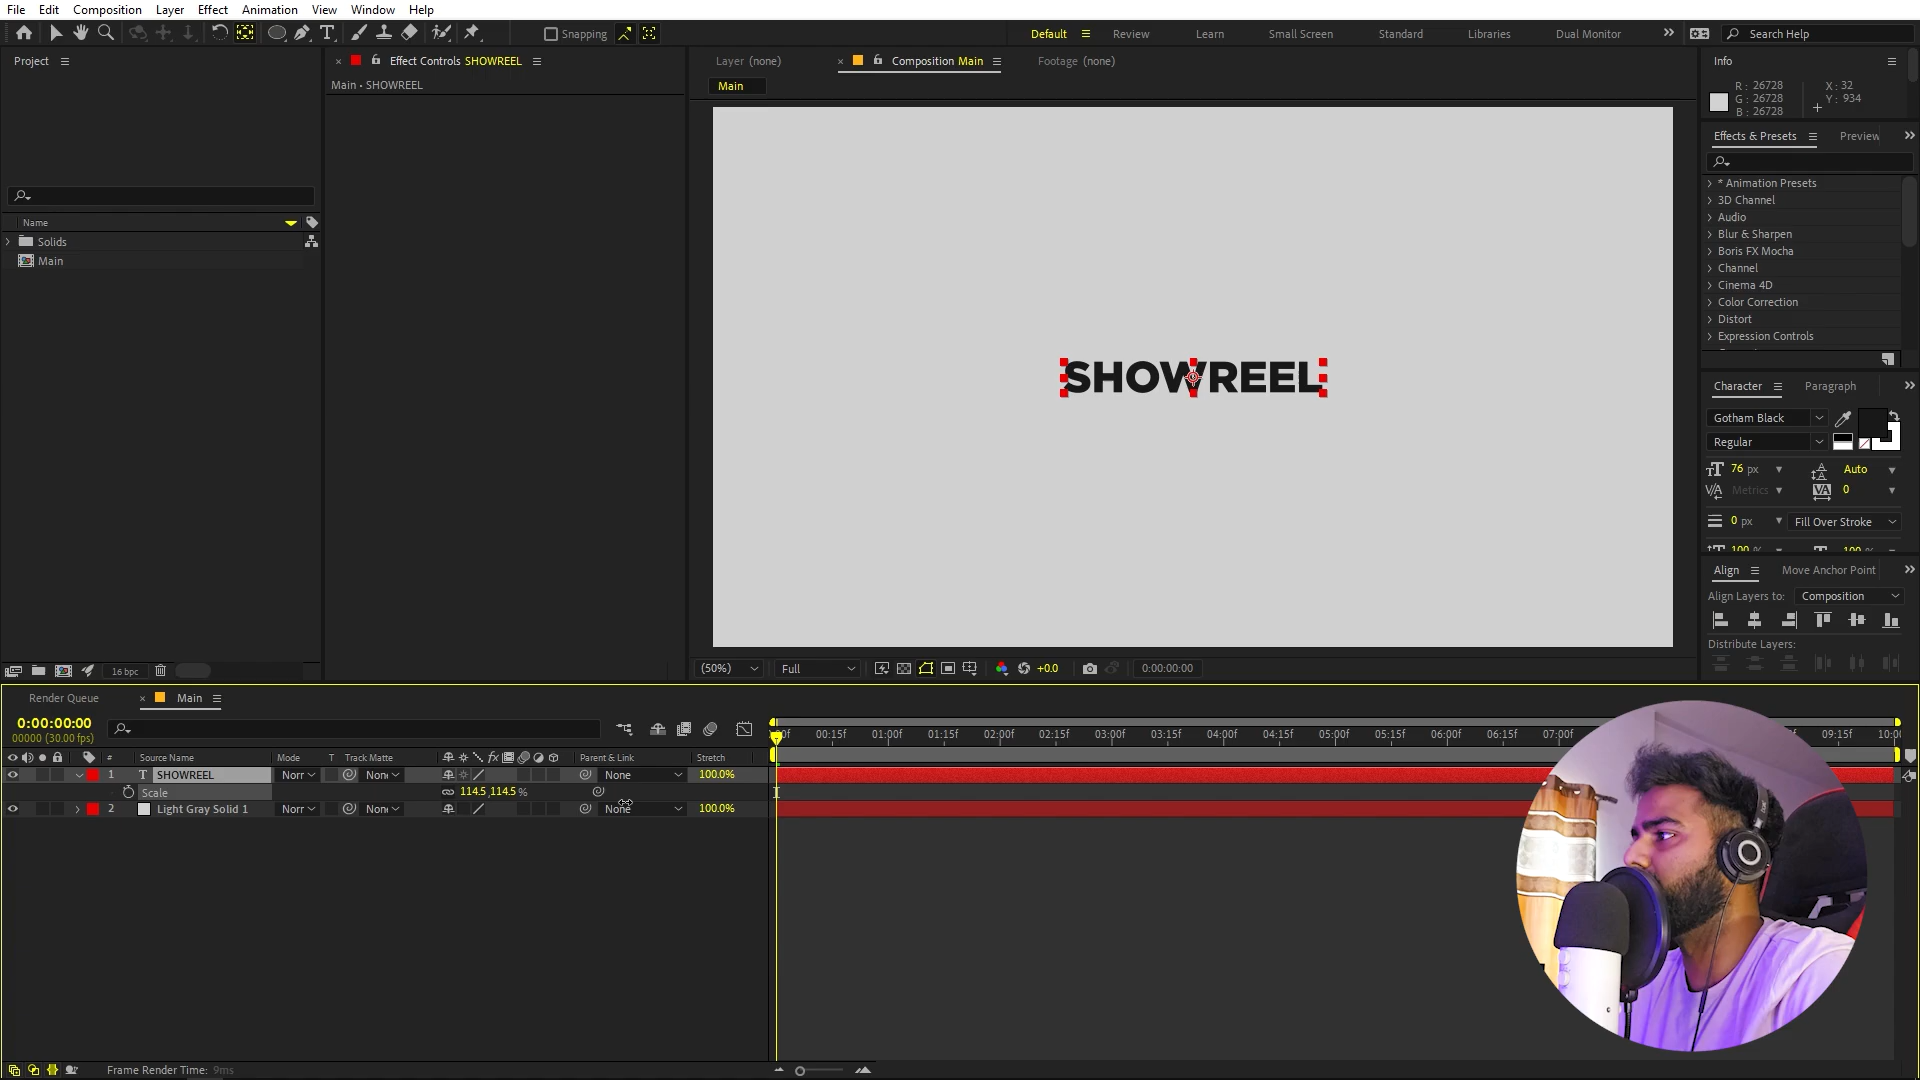 File Edit Composition Layer Effect Animation View Window Help
Snapping Default Review Learn Small Screen Standard Libraries Dual Monitor Search Help
Project Effect Controls SHOWREEL Layer (none) Composition Main Footage (none) Info
Main • SHOWREEL Main
R: 26728 X: 32
G: 26728 Y: 934
B: 26728
Effects & Presets Preview
* Animation Presets
3D Channel
Audio
Blur & Sharpen
Boris FX Mocha
Channel
Cinema 4D
Color Correction
Distort
Expression Controls
Name
Solids
Main
SHOWREEL
Character Paragraph
Gotham Black
Regular
76 px Auto
Metrics 0
0 px Fill Over Stroke
100 % 100 %
Align Move Anchor Point
Align Layers to: Composition
Distribute Layers:
16 bpc (50%) Full +0.0 0:00:00:00
Render Queue Main
0:00:00:00
00000 (30.00 fps)
:00f 00:15f 01:00f 01:15f 02:00f 02:15f 03:00f 03:15f 04:00f 04:15f 05:00f 05:15f 06:00f 06:15f 07:00f 09:15f 10:0
# Source Name Mode T Track Matte Parent & Link Stretch
1 T SHOWREEL Norr None None 100.0%
Scale 114.5,114.5 %
2 Light Gray Solid 1 Norr None None 100.0%
Frame Render Time: 9ms